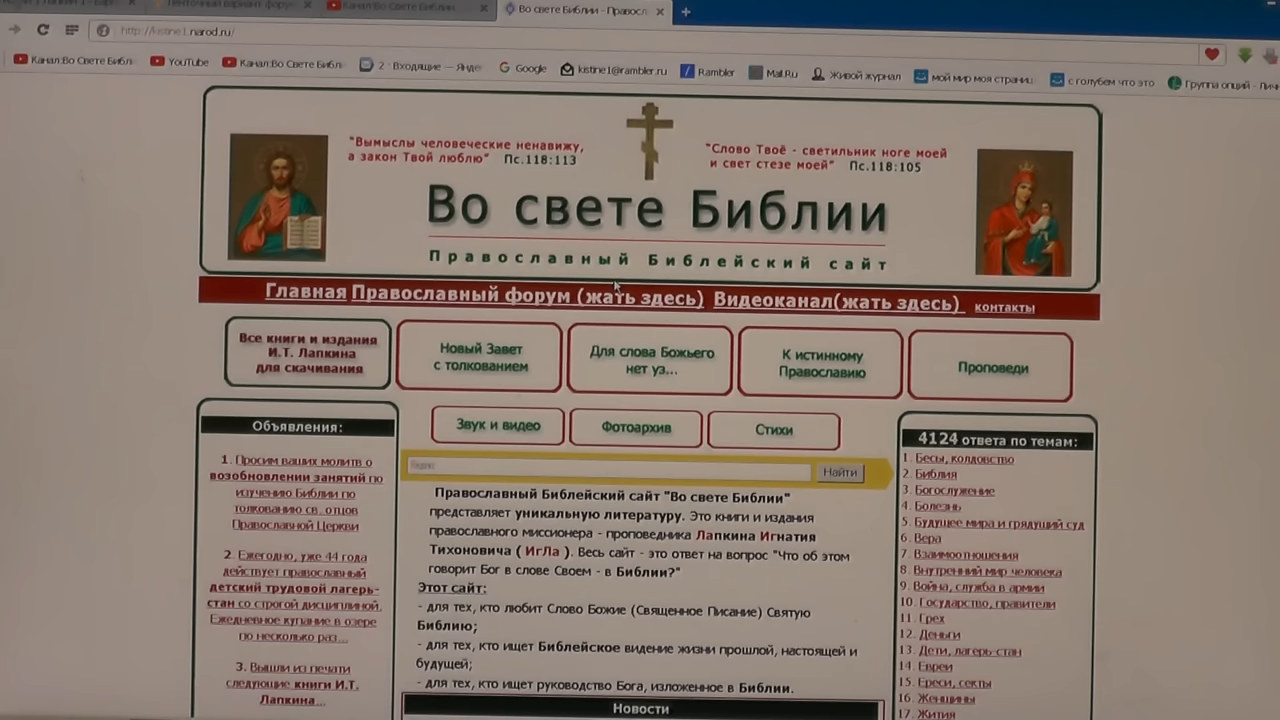 Канал:Во Свете Библии
Во свете Библии - Правосл
http://kistine1.narod.ru/
Канал:Во Свете Библ
YouTube
Канал:Во Свете Библ
2 · Входящие — Янде
Google
kistine1@rambler.ru
Rambler
Mail.Ru
Живой журнал
мой мир моя страниц
с голубем что это
Группа опций - Личн
"Вымыслы человеческие ненавижу,
а закон Твой люблю" Пс.118:113
"Слово Твоё - светильник ноге моей
и свет стезе моей" Пс.118:105
Во свете Библии
Православный Библейский сайт
Главная Православный форум (жать здесь) Видеоканал(жать здесь) контакты
Все книги и издания
И.Т. Лапкина
для скачивания
Новый Завет
с толкованием
Для слова Божьего
нет уз...
К истинному
Православию
Проповеди
Звук и видео
Фотоархив
Стихи
Яндекс
Найти
Объявления:
1. Просим ваших молитв о
возобновлении занятий по
изучению Библии по
толкованию св. отцов
Православной Церкви
2. Ежегодно, уже 44 года
действует православный
детский трудовой лагерь-
стан со строгой дисциплиной.
Ежедневное купание в озере
по несколько раз...
3. Вышли из печати
следующие книги И.Т.
Лапкина...
Православный Библейский сайт "Во свете Библии"
представляет уникальную литературу. Это книги и издания
православного миссионера - проповедника Лапкина Игнатия
Тихоновича ( ИгЛа ). Весь сайт - это ответ на вопрос "Что об этом
говорит Бог в слове Своем - в Библии?"
Этот сайт:
- для тех, кто любит Слово Божие (Священное Писание) Святую
Библию;
- для тех, кто ищет Библейское видение жизни прошлой, настоящей и
будущей;
- для тех, кто ищет руководство Бога, изложенное в Библии.
Новости
4124 ответа по темам:
1. Бесы, колдовство
2. Библия
3. Богослужение
4. Болезнь
5. Будущее мира и грядущий суд
6. Вера
7. Взаимоотношения
8. Внутренний мир человека
9. Война, служба в армии
10. Государство, правители
11. Грех
12. Деньги
13. Дети, лагерь-стан
14. Евреи
15. Ереси, секты
16. Женщины
17. Жития